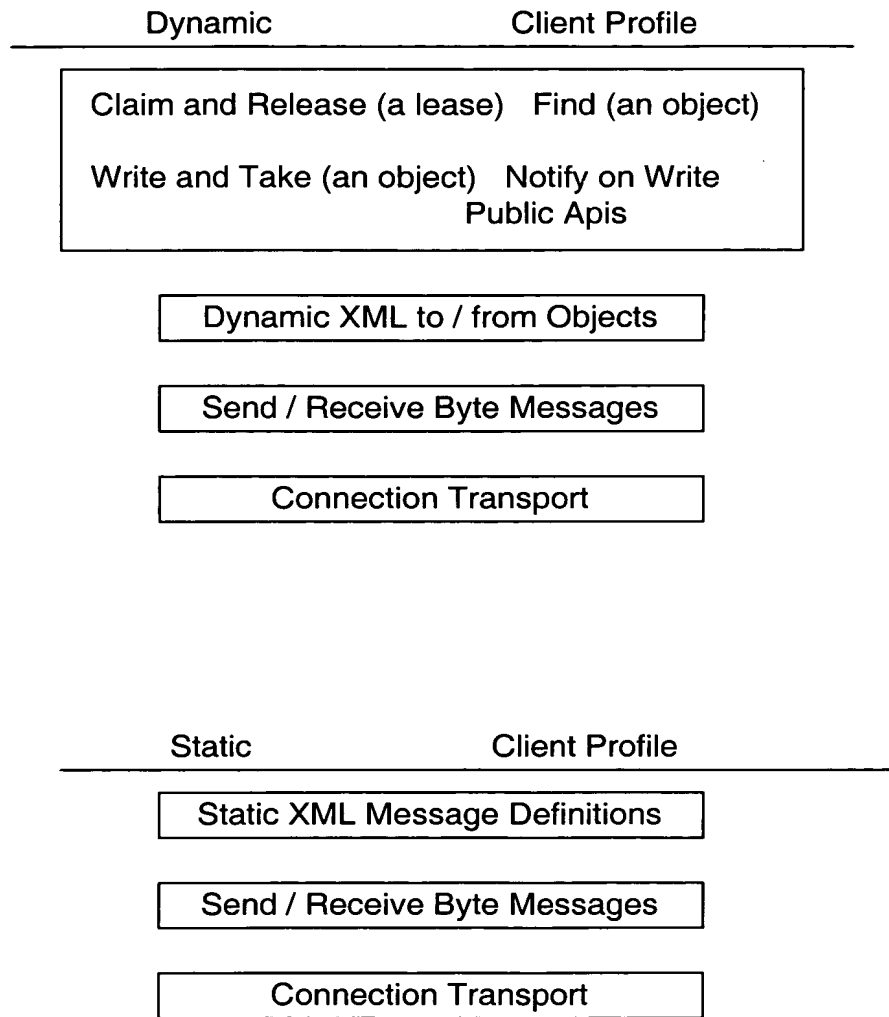 Dynamic Client Profile
Claim and Release (a lease) Find (an object)
Write and Take (an object) Notify on Write
Public Apis
Dynamic XML to / from Objects
Send / Receive Byte Messages
Connection Transport
Static Client Profile
Static XML Message Definitions
Send / Receive Byte Messages
Connection Transport